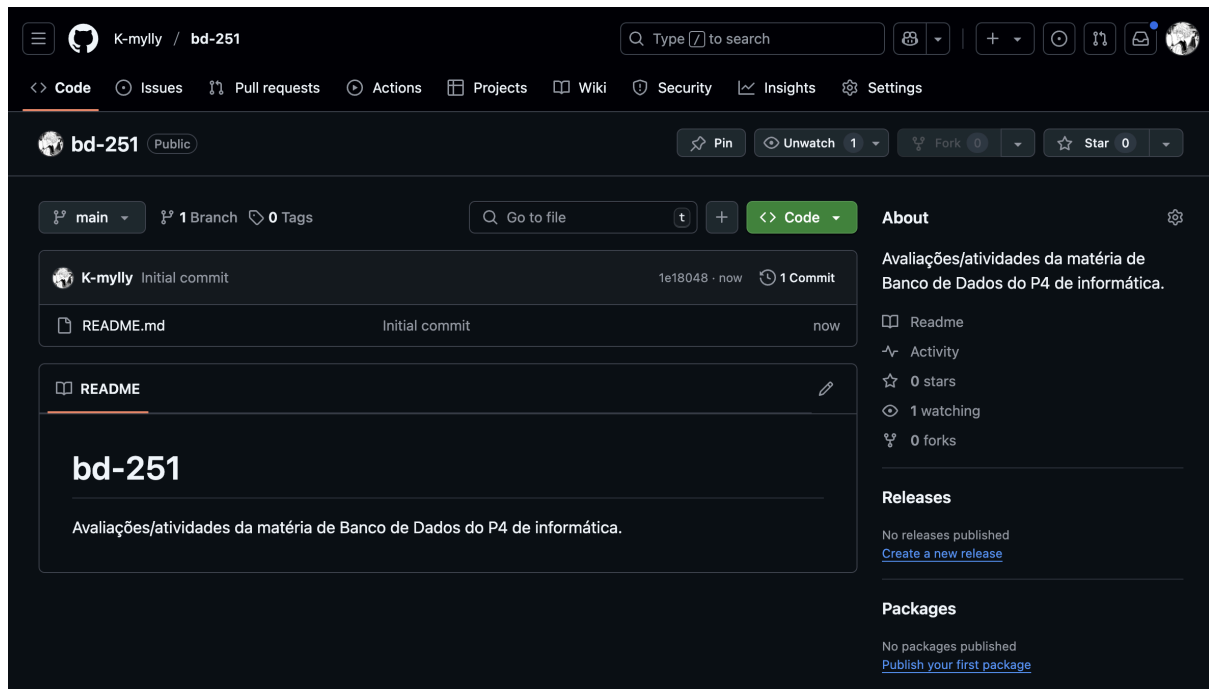 K-mylly / bd-251 Type / to search
Code Issues Pull requests Actions Projects Wiki Security Insights Settings
bd-251 Public Pin Unwatch 1 Fork 0 Star 0
main 1 Branch 0 Tags Go to file t Code
K-mylly Initial commit 1e18048 · now 1 Commit
README.md Initial commit now
README
bd-251
Avaliações/atividades da matéria de Banco de Dados do P4 de informática.
About
Avaliações/atividades da matéria de
Banco de Dados do P4 de informática.
Readme
Activity
0 stars
1 watching
0 forks
Releases
No releases published
Create a new release
Packages
No packages published
Publish your first package